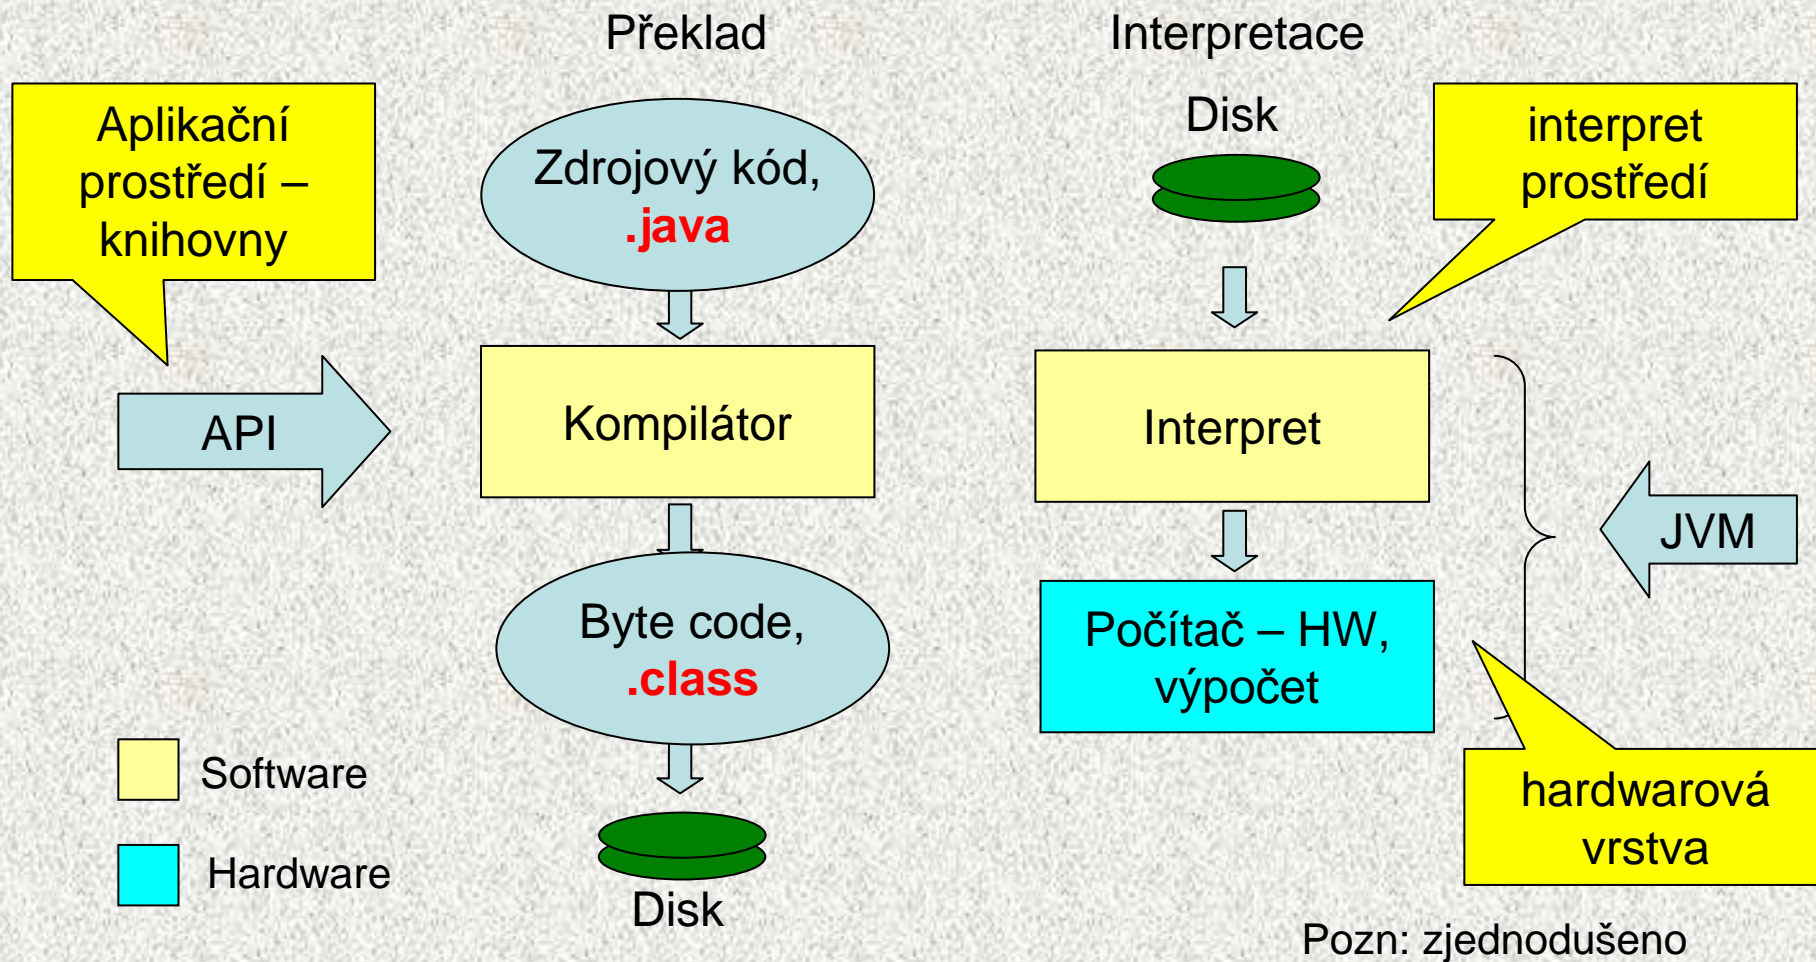 Překlad
Interpretace
Aplikační
prostředí –
knihovny
Zdrojový kód,
.java
Disk
interpret
prostředí
API
Kompilátor
Interpret
JVM
Byte code,
.class
Počítač – HW,
výpočet
Software
Hardware
Disk
hardwarová
vrstva
Pozn: zjednodušeno